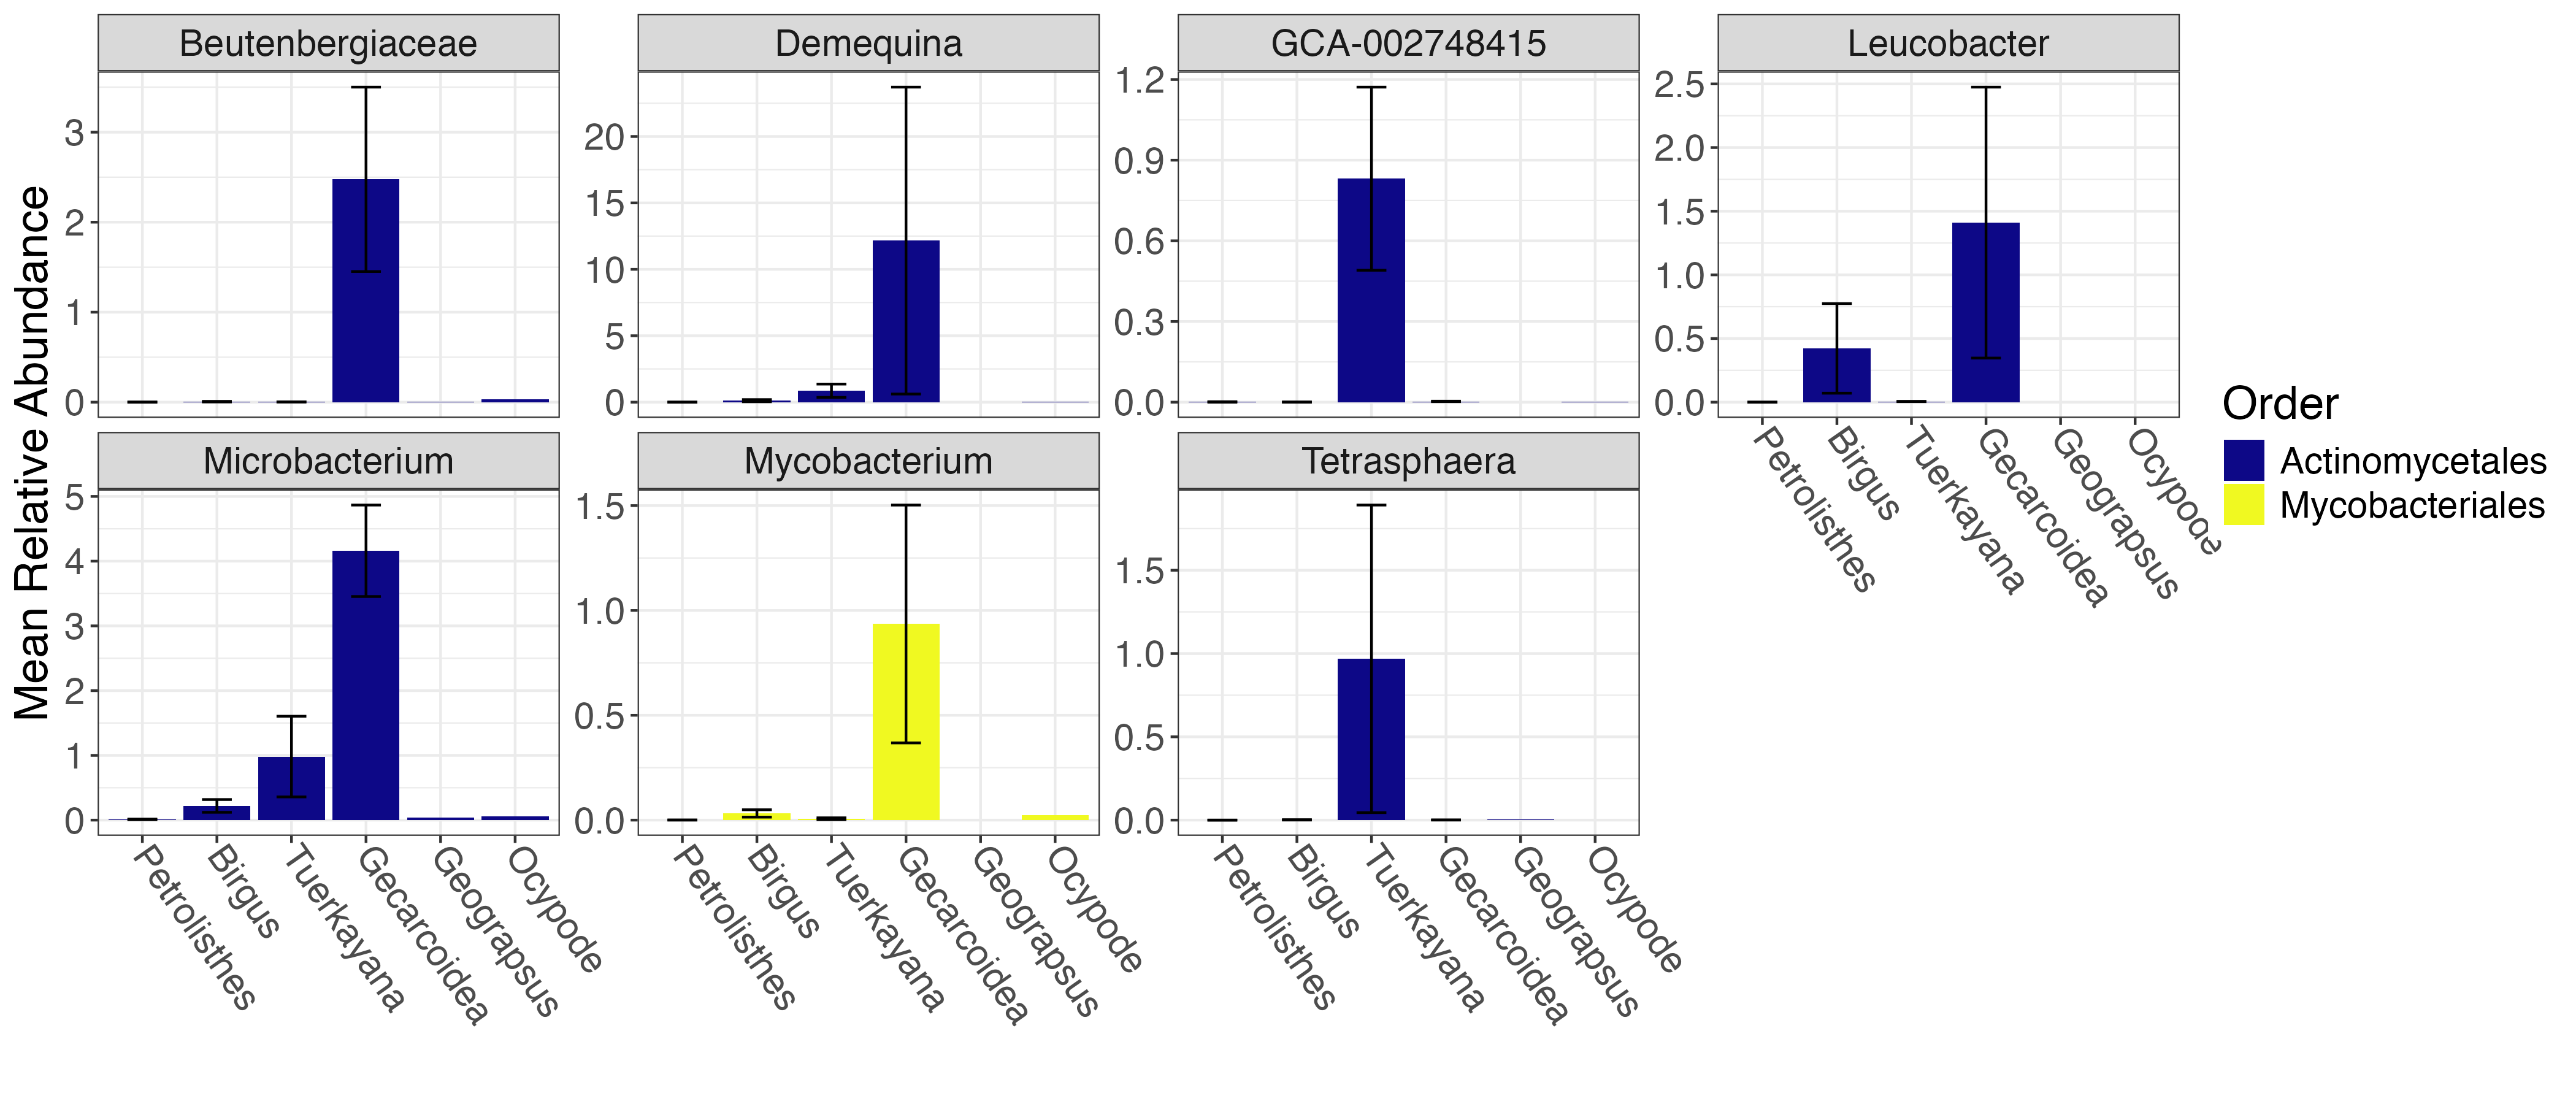 Beutenbergiaceae
Demequina
GCA-002748415
Leucobacter
3
2
1
0
20
15
10
5
0
1.2
0.9
0.6
0.3
0.0
2.5
2.0
1.5
1.0
0.5
0.0
Petrolisthes
Birgus
Tuerkayana
Gecarcoidea
Geograpsus
Ocypode
Mean Relative Abundance
Order
Actinomycetales
Mycobacteriales
Microbacterium
Mycobacterium
Tetrasphaera
5
4
3
2
1
0
1.5
1.0
0.5
0.0
1.5
1.0
0.5
0.0
Petrolisthes
Birgus
Tuerkayana
Gecarcoidea
Geograpsus
Ocypode
Petrolisthes
Birgus
Tuerkayana
Gecarcoidea
Geograpsus
Ocypode
Petrolisthes
Birgus
Tuerkayana
Gecarcoidea
Geograpsus
Ocypode